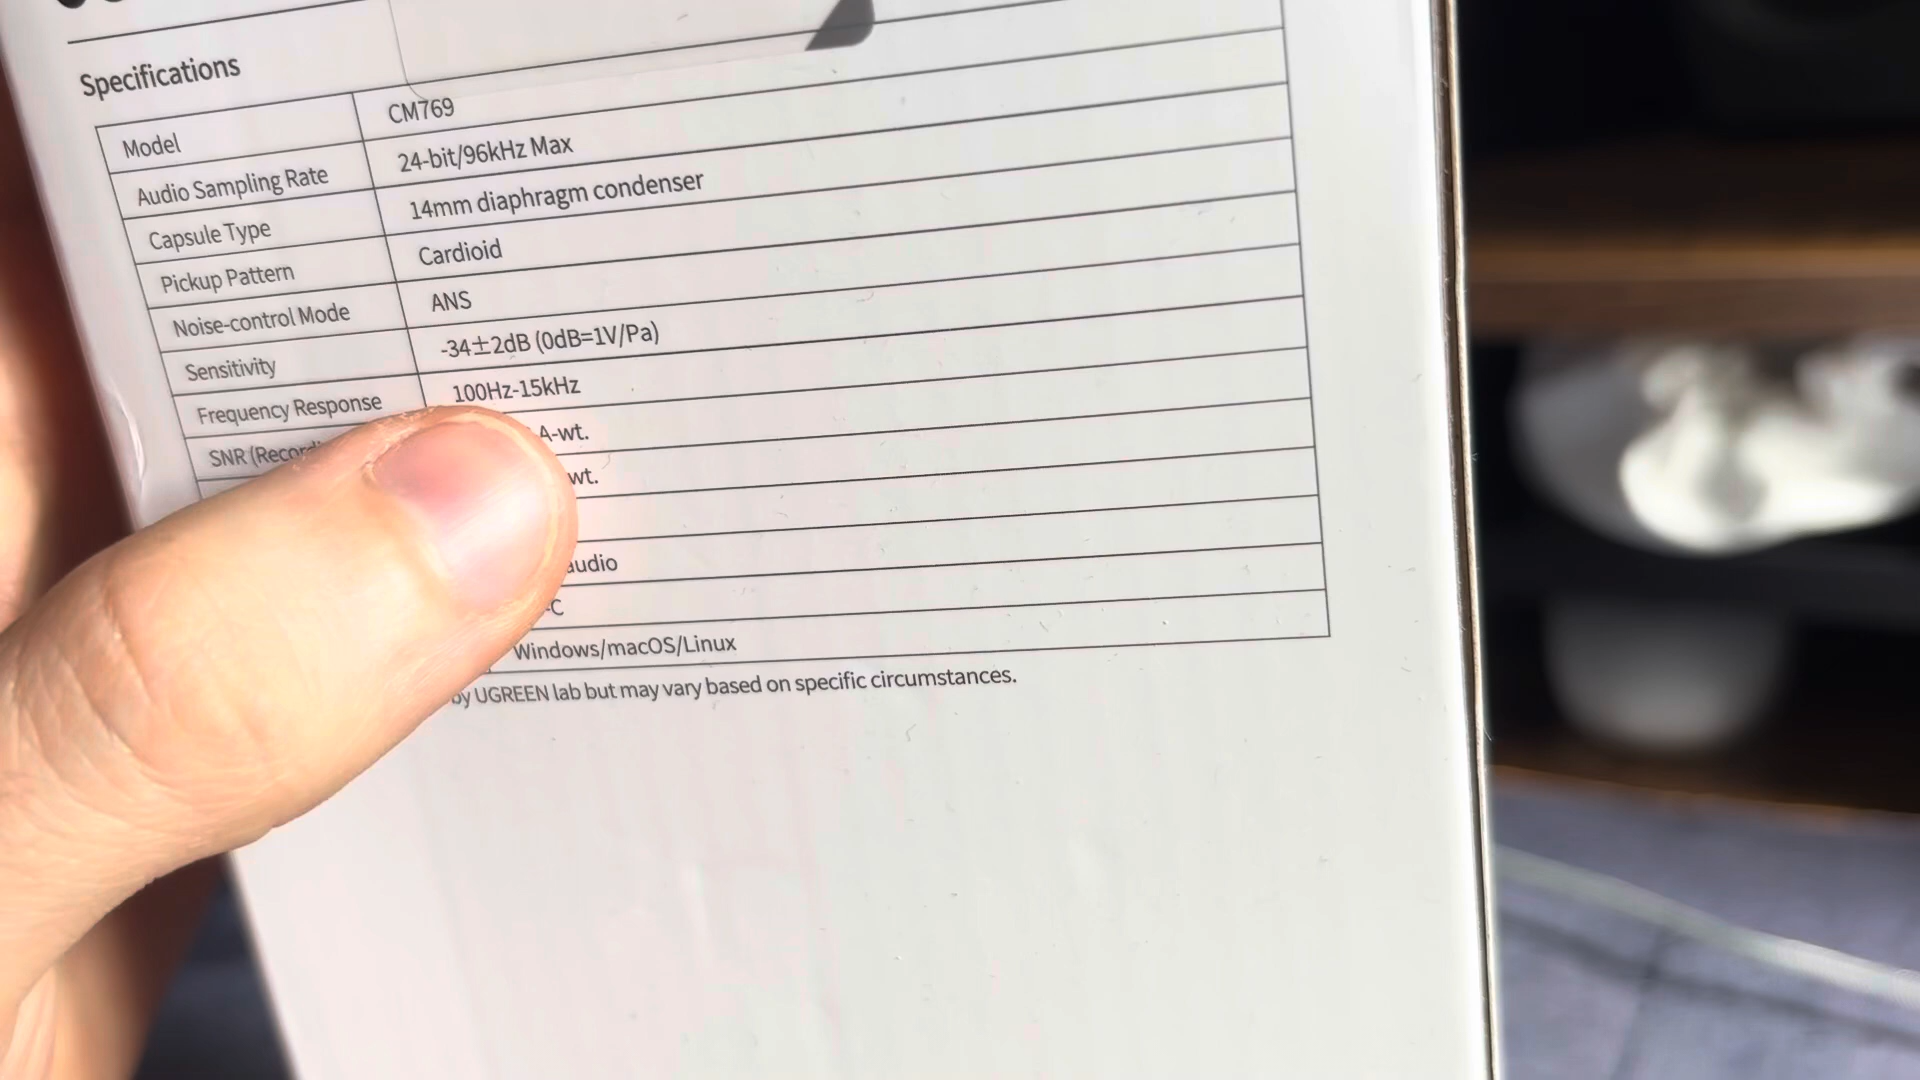 Specifications
Model CM769
Audio Sampling Rate 24-bit/96kHz Max
Capsule Type 14mm diaphragm condenser
Pickup Pattern Cardioid
Noise-control Mode ANS
Sensitivity -34±2dB (0dB=1V/Pa)
Frequency Response 100Hz-15kHz
SNR A-wt.
wt.
audio
-C
Windows/macOS/Linux
by UGREEN lab but may vary based on specific circumstances.